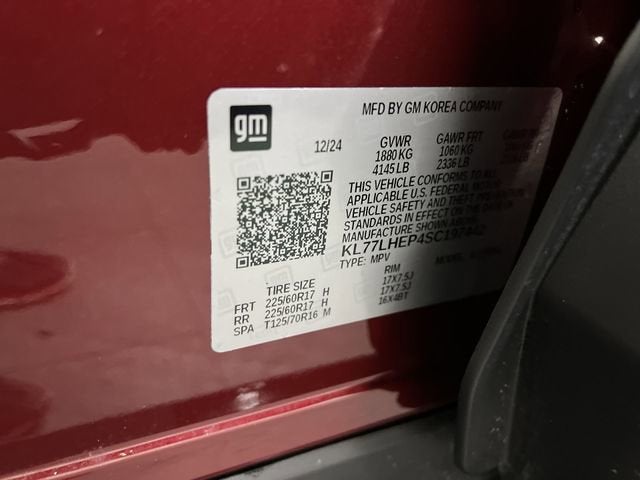 gm
MFD BY GM KOREA COMPANY
12/24 GVWR GAWR FRT GAWR RR
1880 KG 1060 KG
4145 LB 2336 LB
THIS VEHICLE CONFORMS TO ALL
APPLICABLE U.S. FEDERAL MOTOR
VEHICLE SAFETY AND THEFT PREVENTION
STANDARDS IN EFFECT ON THE DATE OF
MANUFACTURE SHOWN ABOVE.
TYPE: MPV
TIRE SIZE RIM
FRT 225/60R17 H 17X7.5J
RR 225/60R17 H 17X7.5J
SPA T125/70R16 M 16X4BT